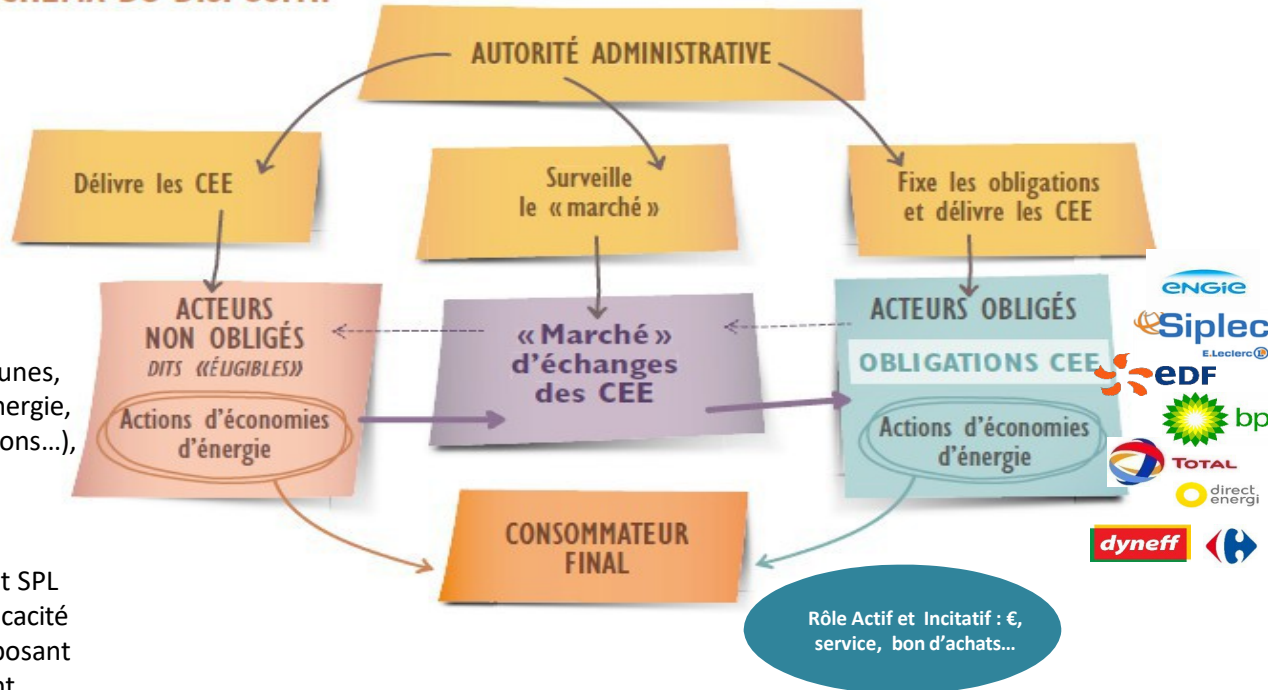 AUTORITÉ ADMINISTRATIVE
Délivre les CEE
Surveille
le « marché »
Fixe les obligations
et délivre les CEE
ACTEURS
NON OBLIGÉS
DITS «ÉLIGIBLES»
Actions d'économies
d'énergie
« Marché »
d'échanges
des CEE
ACTEURS OBLIGÉS
OBLIGATIONS CEE
Actions d'économies
d'énergie
ENGIE
Siplec
E.Leclerc
eDF
bp
TOTAL
direct
energi
dyneff
unes,
nergie,
ons…),
CONSOMMATEUR
FINAL
t SPL
cacité
posant
Rôle Actif et Incitatif : €,
service, bon d'achats…